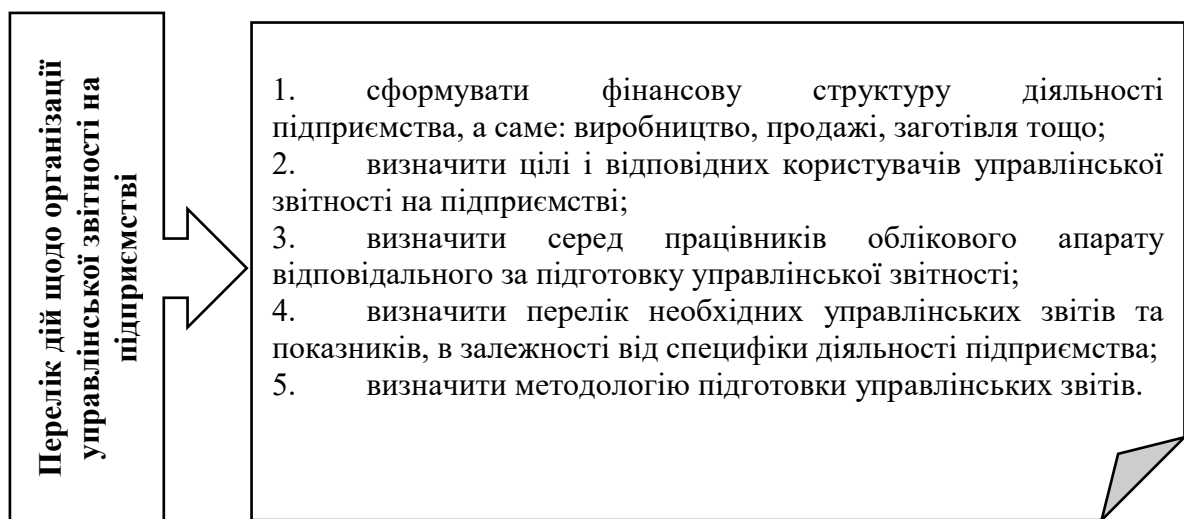 Перелік дій щодо організації
управлінської звітності на
підприємстві
1. сформувати фінансову структуру діяльності
підприємства, а саме: виробництво, продажі, заготівля тощо;
2. визначити цілі і відповідних користувачів управлінської
звітності на підприємстві;
3. визначити серед працівників облікового апарату
відповідального за підготовку управлінської звітності;
4. визначити перелік необхідних управлінських звітів та
показників, в залежності від специфіки діяльності підприємства;
5. визначити методологію підготовки управлінських звітів.